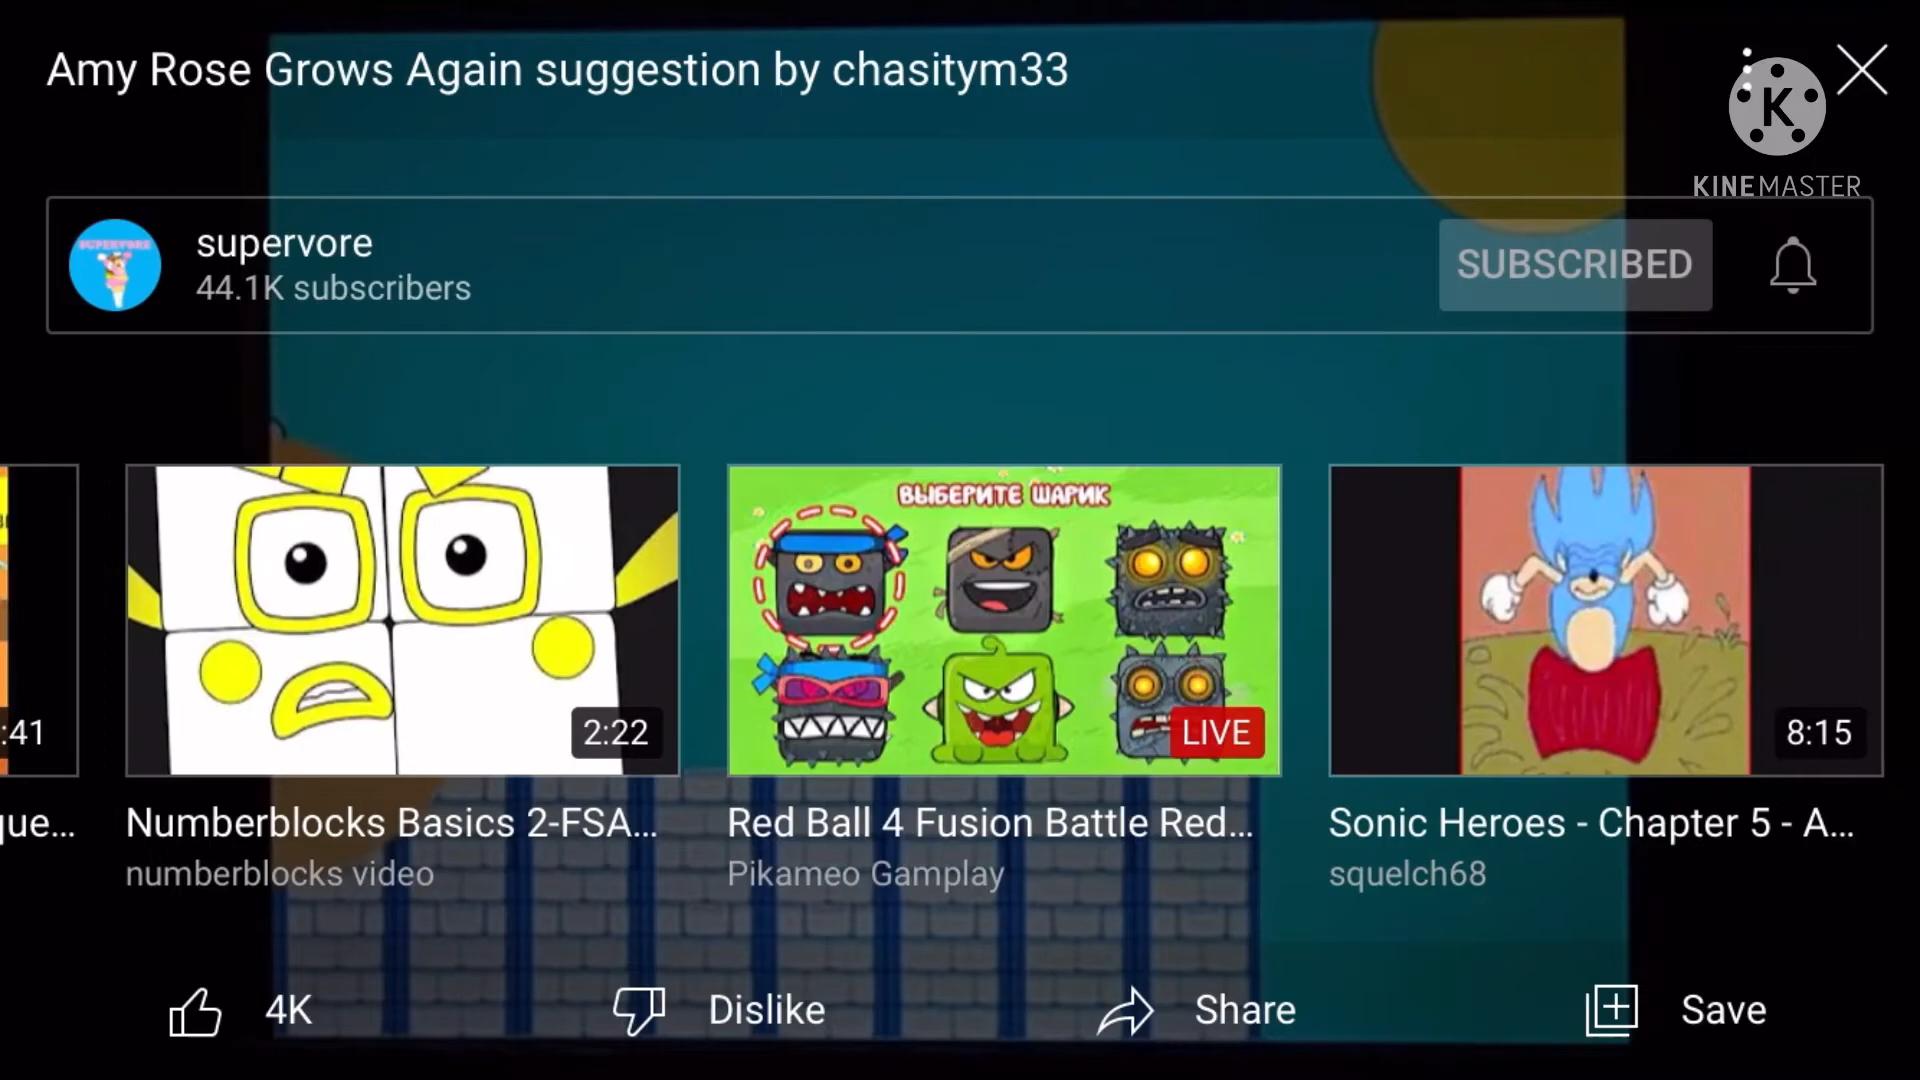 Amy Rose Grows Again suggestion by chasitym33
K
KINEMASTER
SUPERVORE
supervore
44.1K subscribers
SUBSCRIBED
ВЫБЕРИТЕ ШАРИК
:41
2:22
LIVE
8:15
que...
Numberblocks Basics 2-FSA...
Red Ball 4 Fusion Battle Red...
Sonic Heroes - Chapter 5 - A...
numberblocks video
Pikameo Gamplay
squelch68
4K
Dislike
Share
Save